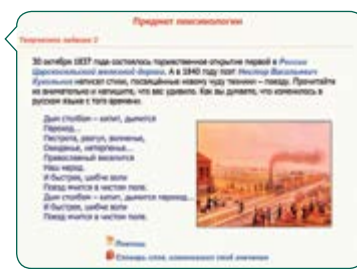 Предмет лексикологии
Творческое задание 2
30 октября 1837 года состоялось торжественное открытие первой в России
Царскосельской железной дороги. А в 1840 году поэт Нестор Васильевич
Кукольник написал стихи, посвящённые новому чуду техники – поезду. Прочитайте
их внимательно и напишите, что вас удивило. Как вы думаете, что изменилось в
русском языке с того времени.
Дым столбом – кипит, дымится
Пароход...
Пестрота, разгул, волненье,
Ожиданье, нетерпенье...
Православный веселится
Наш народ.
И быстрее, шибче воли
Поезд мчится в чистом поле.
Дым столбом – кипит, дымится пароход...
И быстрее, шибче воли
Поезд мчится в чистом поле.
Помощь
Словарь слов, изменивших своё значение